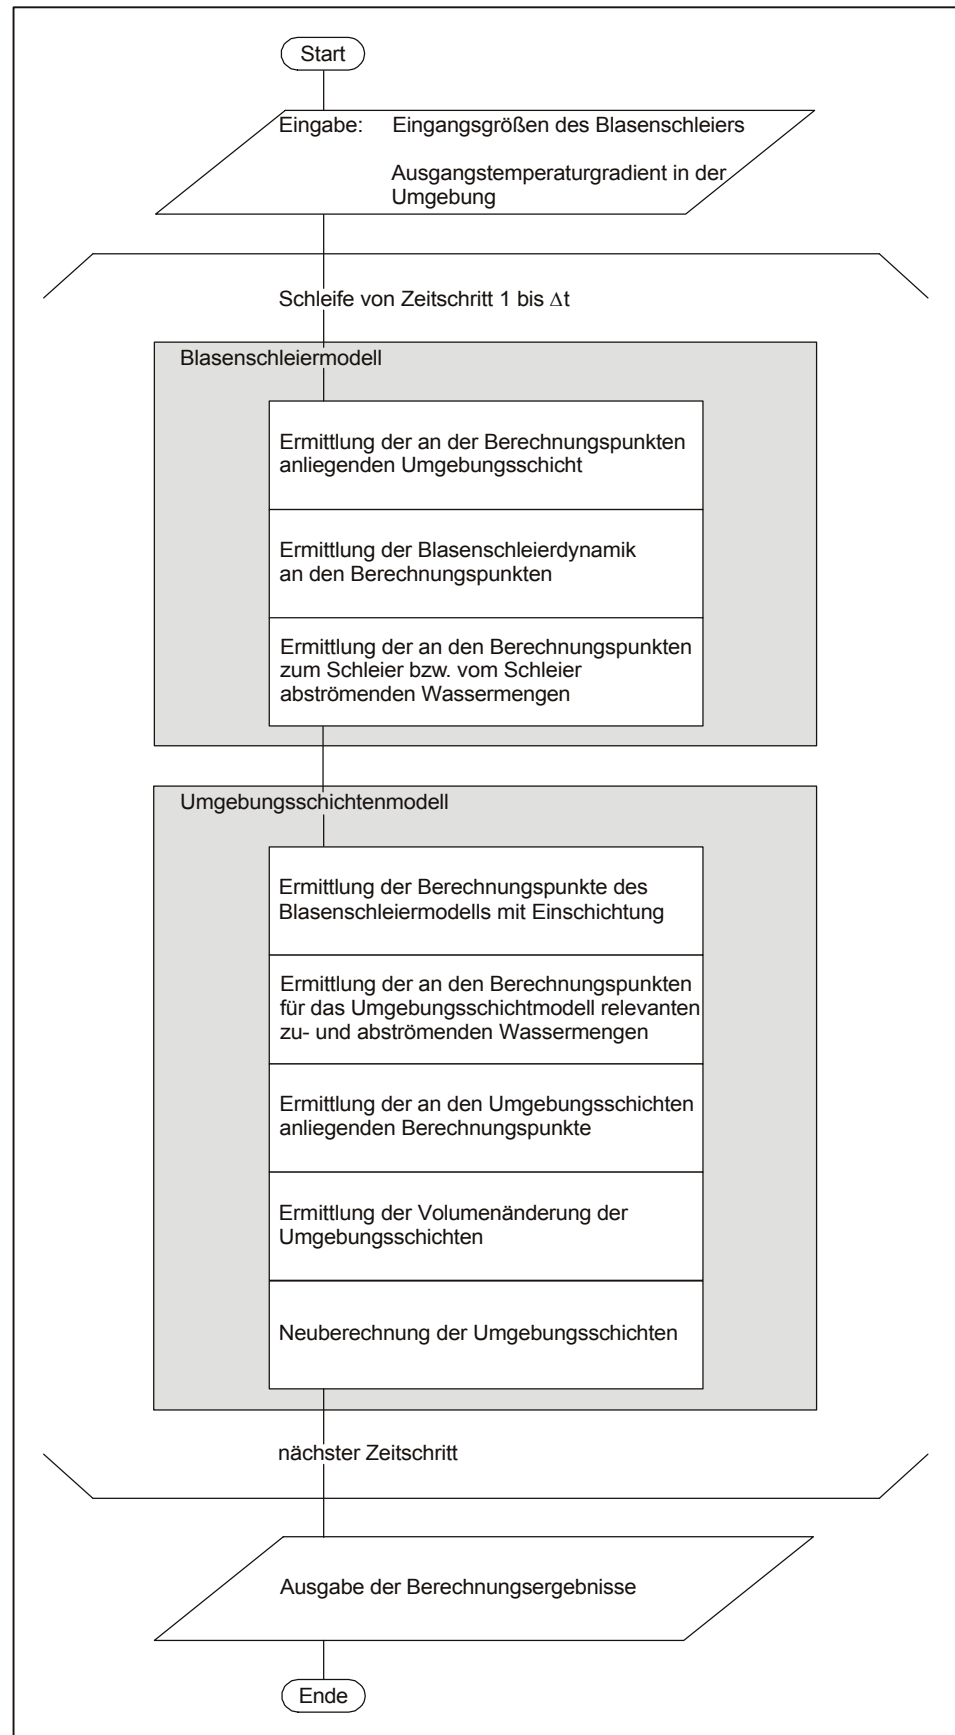 Start
Eingabe: Eingangsgrößen des Blasenschleiers
Ausgangstemperaturgradient in der
Umgebung
Schleife von Zeitschritt 1 bis Δt
Blasenschleiermodell
Ermittlung der an der Berechnungspunkten
anliegenden Umgebungsschicht
Ermittlung der Blasenschleierdynamik
an den Berechnungspunkten
Ermittlung der an den Berechnungspunkten
zum Schleier bzw. vom Schleier
abströmenden Wassermengen
Umgebungsschichtenmodell
Ermittlung der Berechnungspunkte des
Blasenschleiermodells mit Einschichtung
Ermittlung der an den Berechnungspunkten
für das Umgebungsschichtmodell relevanten
zu- und abströmenden Wassermengen
Ermittlung der an den Umgebungsschichten
anliegenden Berechnungspunkte
Ermittlung der Volumenänderung der
Umgebungsschichten
Neuberechnung der Umgebungsschichten
nächster Zeitschritt
Ausgabe der Berechnungsergebnisse
Ende